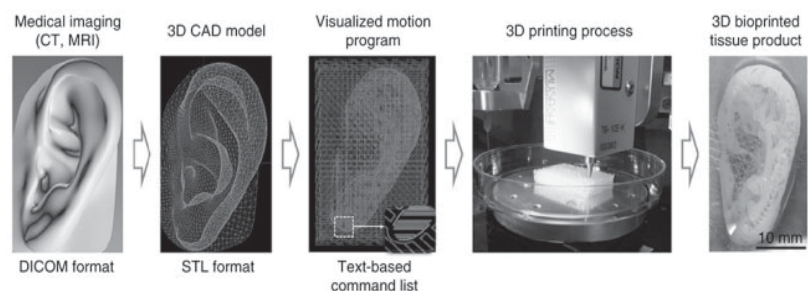 Medical imaging
(CT, MRI)
3D CAD model
Visualized motion
program
3D printing process
3D bioprinted
tissue product
10 mm
DICOM format
STL format
Text-based
command list